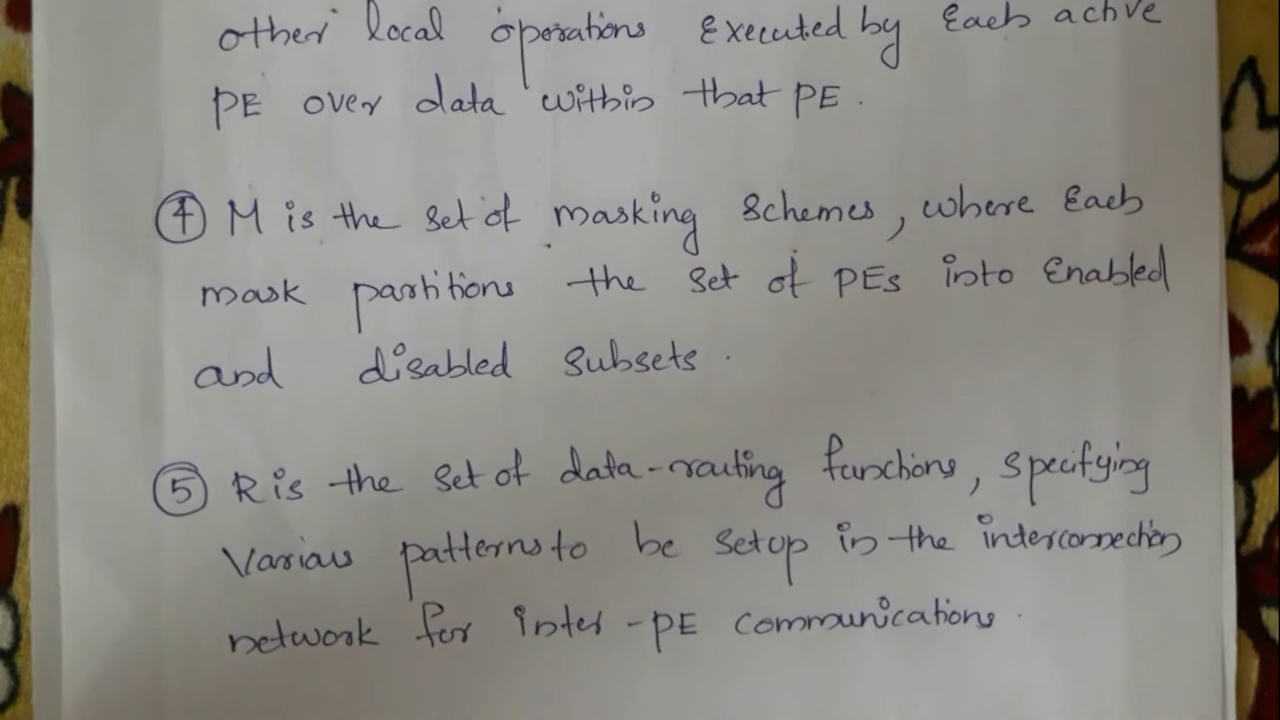 other local operations Executed by Each active
PE over data within that PE.
④ M is the set of masking schemes, where Each
mask partitions the set of PEs into Enabled
and disabled subsets.
⑤ R is the set of data-routing functions, specifying
Various patterns to be setup in the interconnection
network for inter-PE communications.